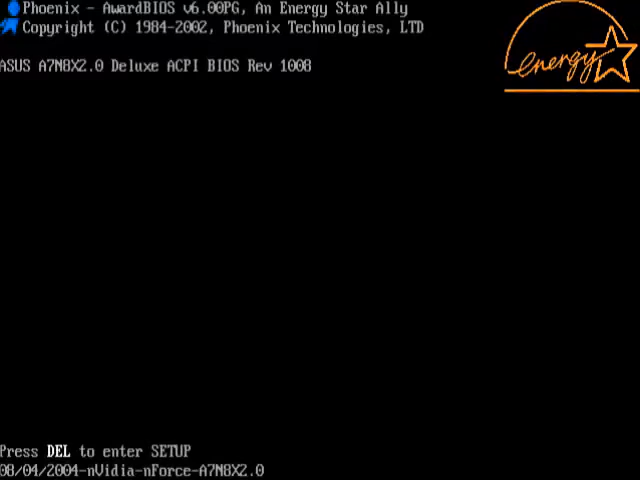 Phoenix - AwardBIOS v6.00PG, An Energy Star Ally
Copyright (C) 1984-2002, Phoenix Technologies, LTD
energy
ASUS A7N8X2.0 Deluxe ACPI BIOS Rev 1008
Press DEL to enter SETUP
08/04/2004-nVidia-nForce-A7N8X2.0